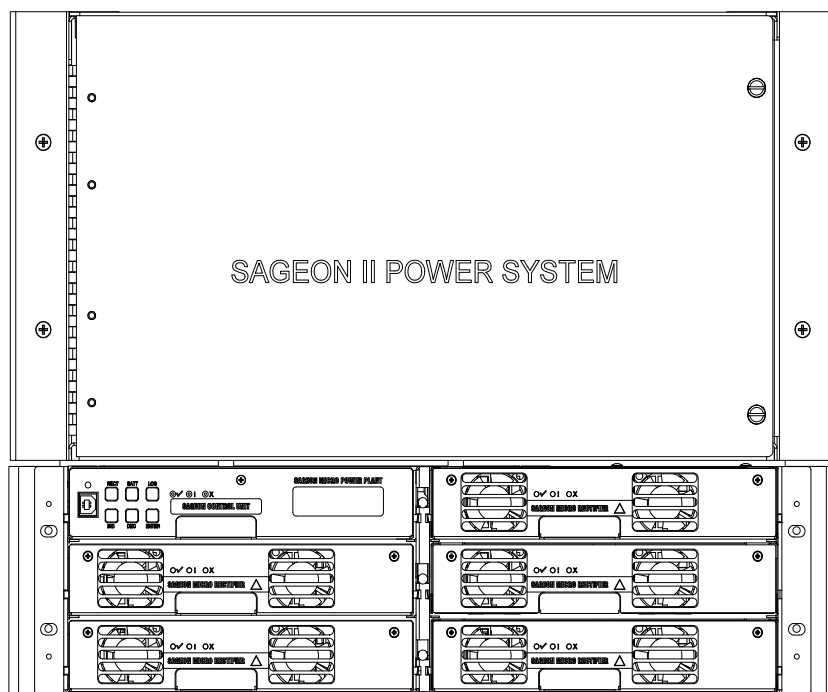 SAGEON II POWER SYSTEM
RECT BATT LOG
SAGEON MICRO POWER PLANT
SAGEON CONTROL UNIT
INC DEC ENTER
SAGEON MICRO RECTIFIER
SAGEON MICRO RECTIFIER
SAGEON MICRO RECTIFIER
SAGEON MICRO RECTIFIER
SAGEON MICRO RECTIFIER